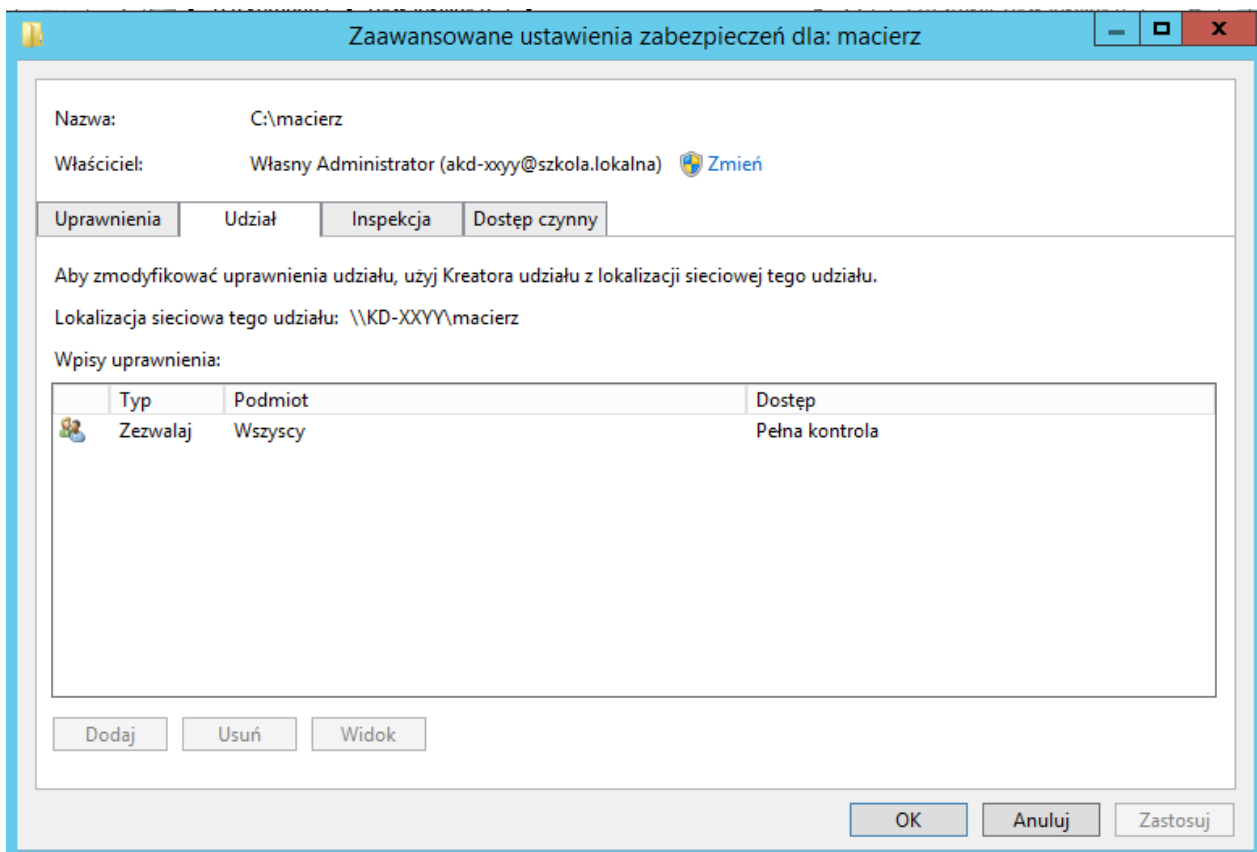 Zaawansowane ustawienia zabezpieczeń dla: macierz
Nazwa: C:\macierz
Właściciel: Własny Administrator (akd-xxyy@szkola.lokalna) Zmień
Uprawnienia Udział Inspekcja Dostęp czynny
Aby zmodyfikować uprawnienia udziału, użyj Kreatora udziału z lokalizacji sieciowej tego udziału.
Lokalizacja sieciowa tego udziału: \\KD-XXYY\macierz
Wpisy uprawnienia:
Typ Podmiot Dostęp
Zezwalaj Wszyscy Pełna kontrola
Dodaj Usuń Widok
OK Anuluj Zastosuj